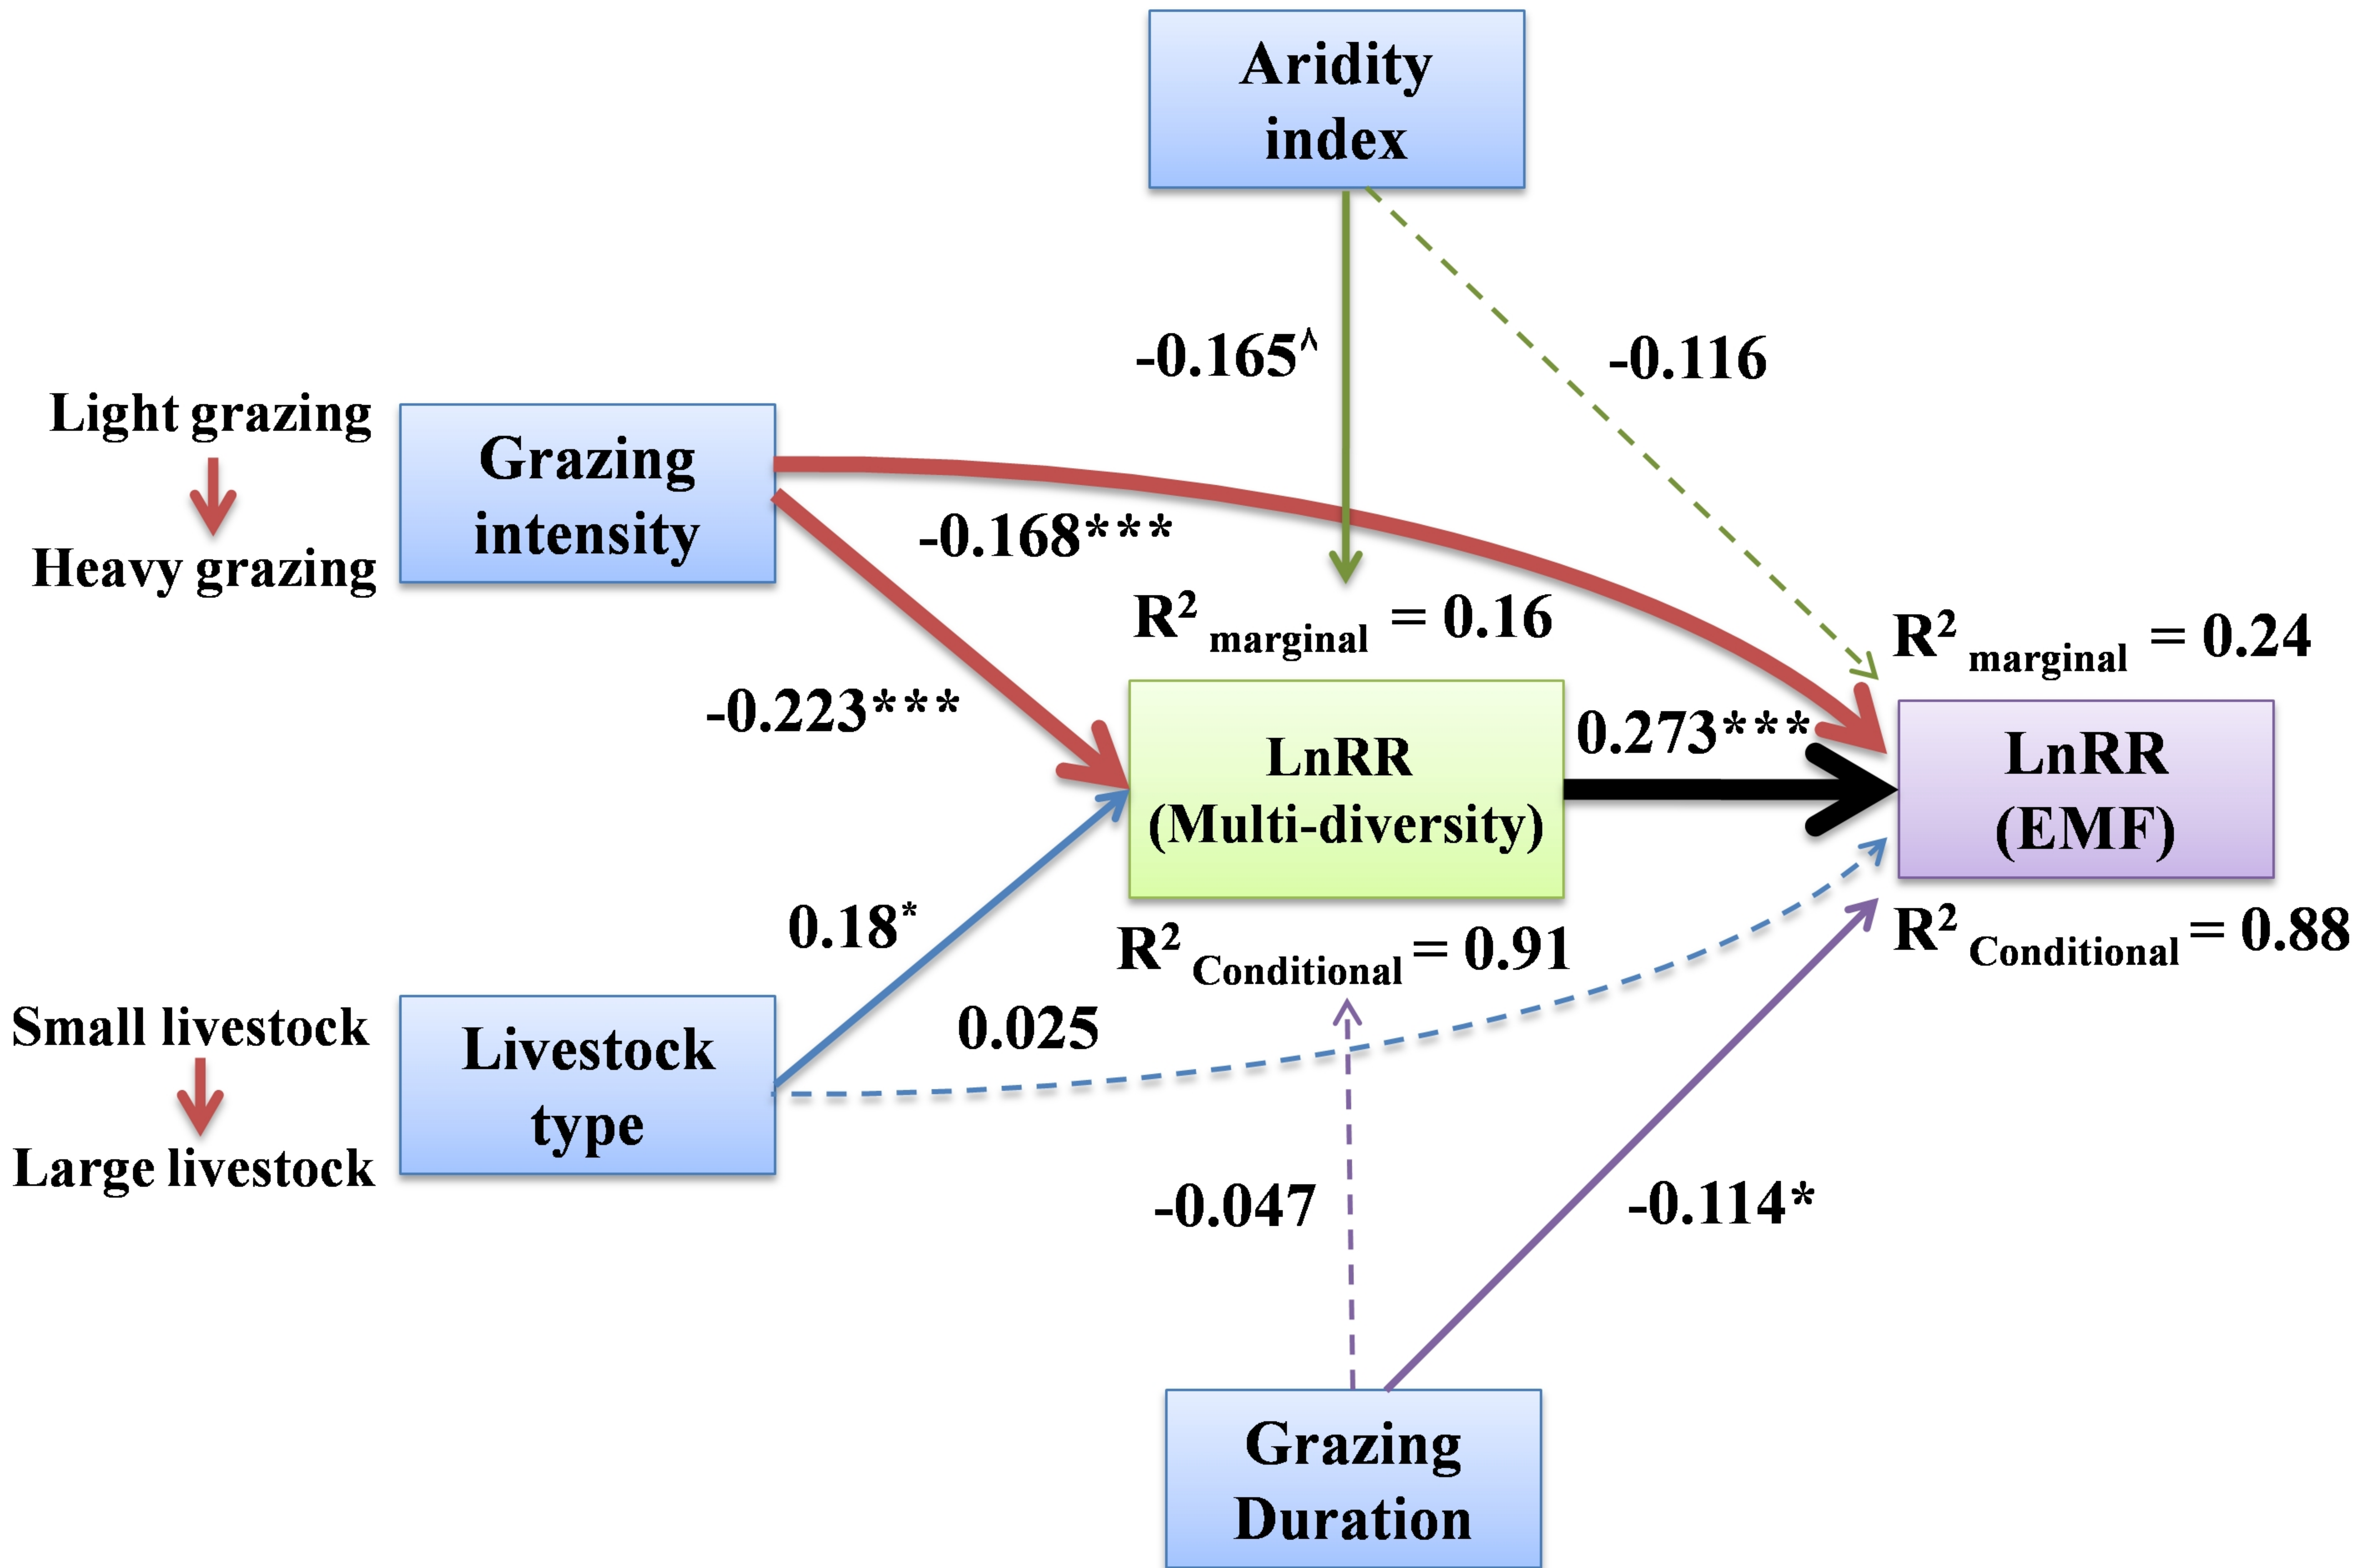 Aridity
index
-0.165^
-0.116
Light grazing
Heavy grazing
Grazing
intensity
-0.168***
-0.223***
R² marginal = 0.16
R² marginal = 0.24
LnRR
(Multi-diversity)
0.273***
LnRR
(EMF)
R² Conditional = 0.91
R² Conditional = 0.88
0.18*
0.025
Small livestock
Large livestock
Livestock
type
-0.047
-0.114*
Grazing
Duration